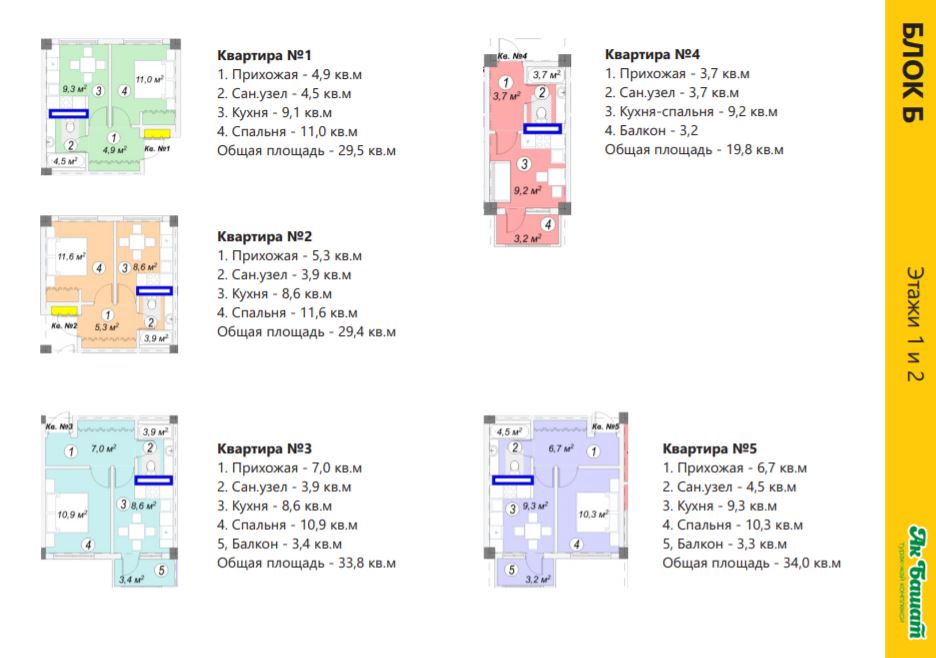 Квартира №1
1. Прихожая - 4,9 кв.м
2. Сан.узел - 4,5 кв.м
3. Кухня - 9,1 кв.м
4. Спальня - 11,0 кв.м
Общая площадь - 29,5 кв.м
9,3 м²
3
4
11,0 м²
2
1
4,9 м²
4,5 м²
Кв. №1
Квартира №2
1. Прихожая - 5,3 кв.м
2. Сан.узел - 3,9 кв.м
3. Кухня - 8,6 кв.м
4. Спальня - 11,6 кв.м
Общая площадь - 29,4 кв.м
11,6 м²
4
3
8,6 м²
1
5,3 м²
2
3,9 м²
Кв. №2
Квартира №3
1. Прихожая - 7,0 кв.м
2. Сан.узел - 3,9 кв.м
3. Кухня - 8,6 кв.м
4. Спальня - 10,9 кв.м
5, Балкон - 3,4 кв.м
Общая площадь - 33,8 кв.м
Кв. №3
1
7,0 м²
3,9 м²
2
10,9 м²
3
8,6 м²
4
3,4 м²
5
Квартира №4
1. Прихожая - 3,7 кв.м
2. Сан.узел - 3,7 кв.м
3. Кухня-спальня - 9,2 кв.м
4. Балкон - 3,2
Общая площадь - 19,8 кв.м
Кв. №4
1
3,7 м²
3,7 м²
2
3
9,2 м²
4
3,2 м²
Квартира №5
1. Прихожая - 6,7 кв.м
2. Сан.узел - 4,5 кв.м
3. Кухня - 9,3 кв.м
4. Спальня - 10,3 кв.м
5, Балкон - 3,3 кв.м
Общая площадь - 34,0 кв.м
4,5 м²
Кв. №5
2
6,7 м²
1
3
9,3 м²
10,3 м²
4
5
3,2 м²
БЛОК Б
Этажи 1 и 2
Ак Башат
турак-жай комплекси